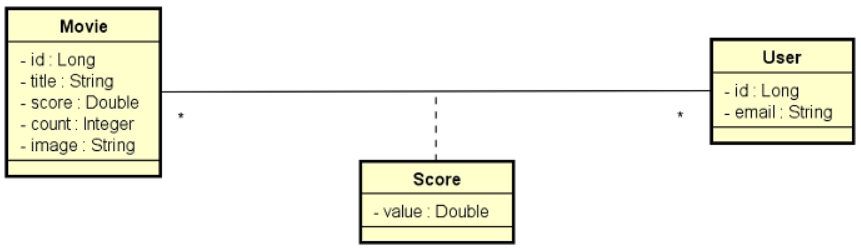 Movie
- id : Long
- title : String
- score : Double
- count : Integer
- image : String
*
*
User
- id : Long
- email : String
Score
- value : Double